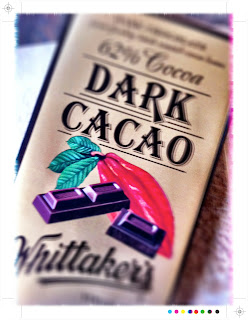 62% Cocoa
DARK
CACAO
Whittaker's